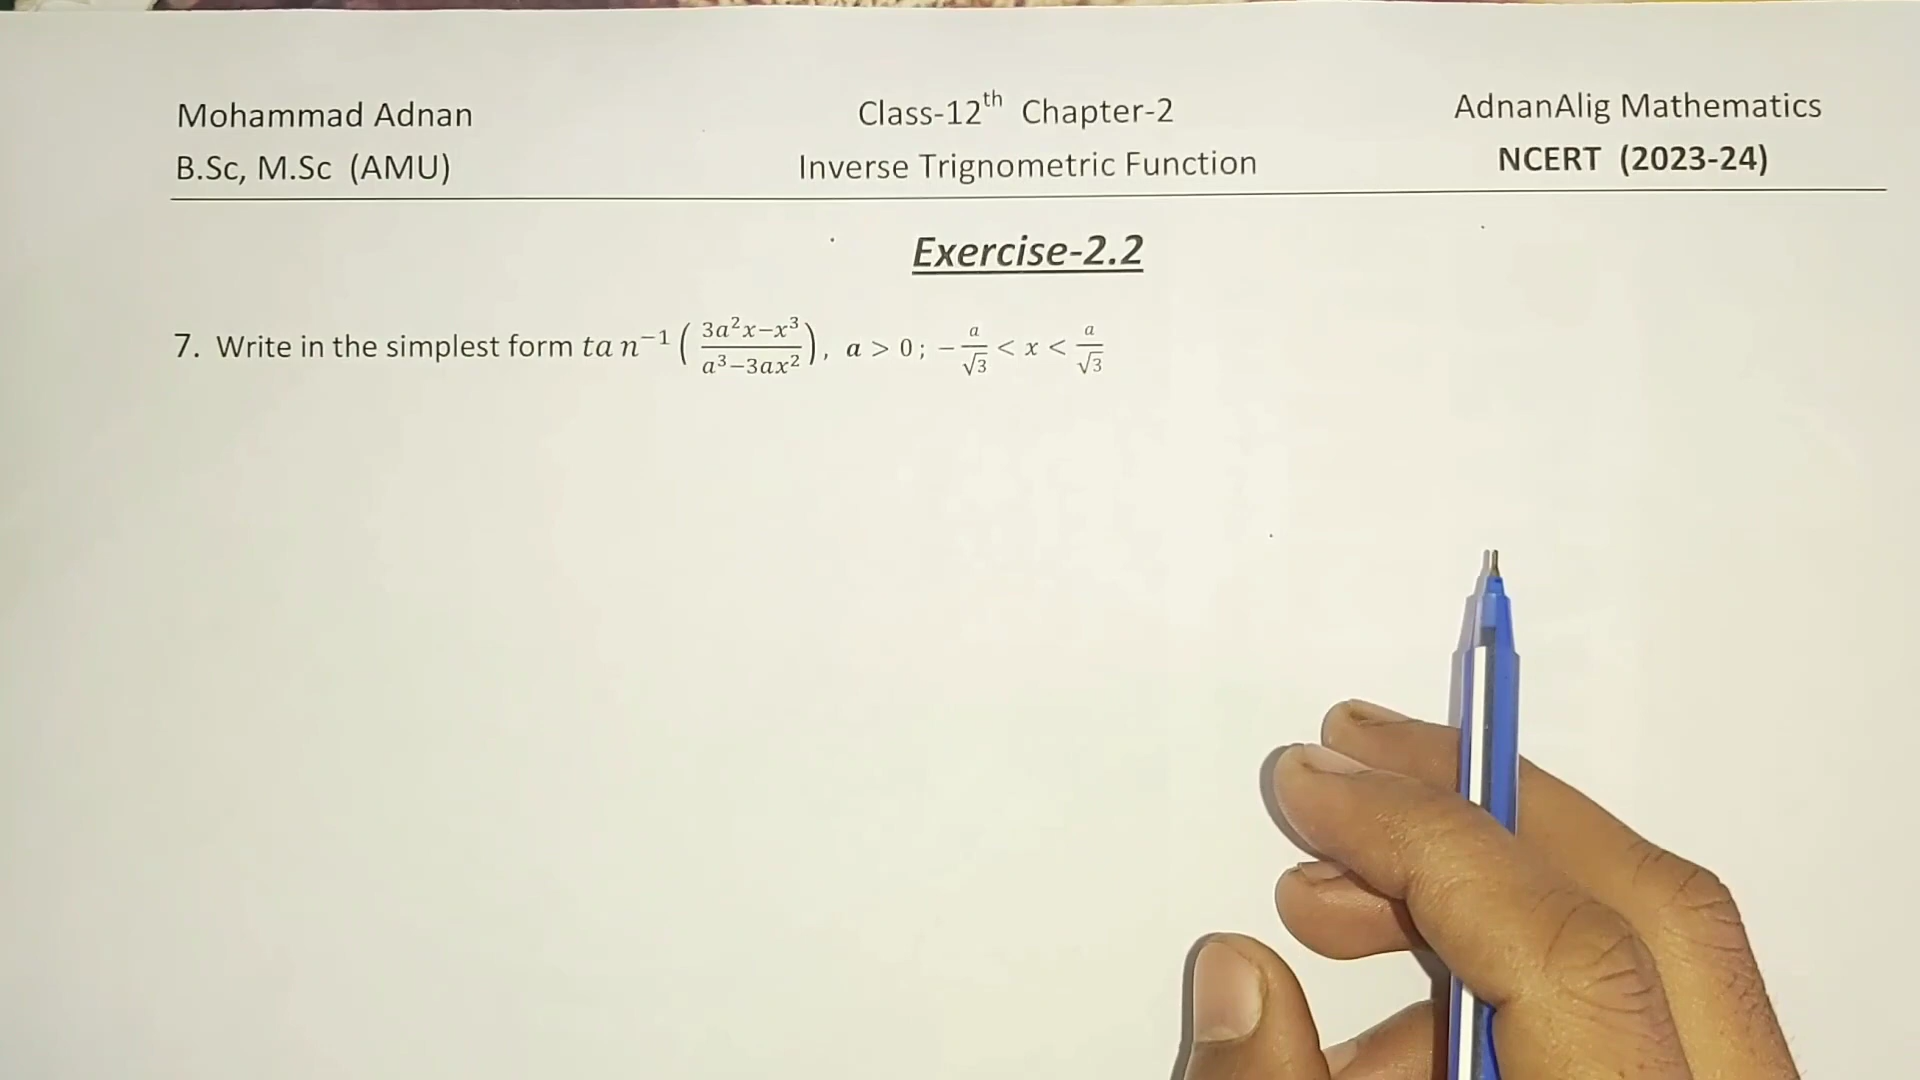 Mohammad Adnan
B.Sc, M.Sc (AMU)
Class-12th Chapter-2
Inverse Trignometric Function
AdnanAlig Mathematics
NCERT (2023-24)
Exercise-2.2
7. Write in the simplest form tan⁻¹ ( (3a²x−x³)/(a³−3ax²) ), a > 0; −a/√3 < x < a/√3